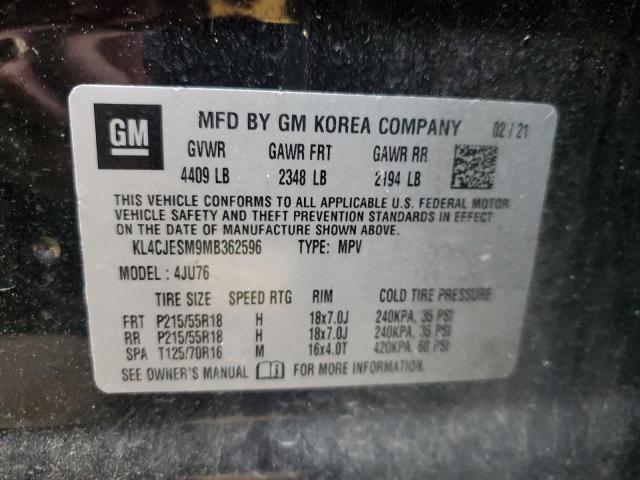 GM MFD BY GM KOREA COMPANY 02 / 21
GVWR GAWR FRT GAWR RR
4409 LB 2348 LB 2194 LB
THIS VEHICLE CONFORMS TO ALL APPLICABLE U.S. FEDERAL MOTOR
VEHICLE SAFETY AND THEFT PREVENTION STANDARDS IN EFFECT
ON THE DATE OF MANUFACTURE SHOWN ABOVE.
KL4CJESM9MB362596 TYPE: MPV
MODEL: 4JU76
TIRE SIZE SPEED RTG RIM COLD TIRE PRESSURE
FRT P215/55R18 H 18x7.0J 240KPA, 35 PSI
RR P215/55R18 H 18x7.0J 240KPA, 35 PSI
SPA T125/70R16 M 16x4.0T 420KPA, 60 PSI
SEE OWNER'S MANUAL i FOR MORE INFORMATION.